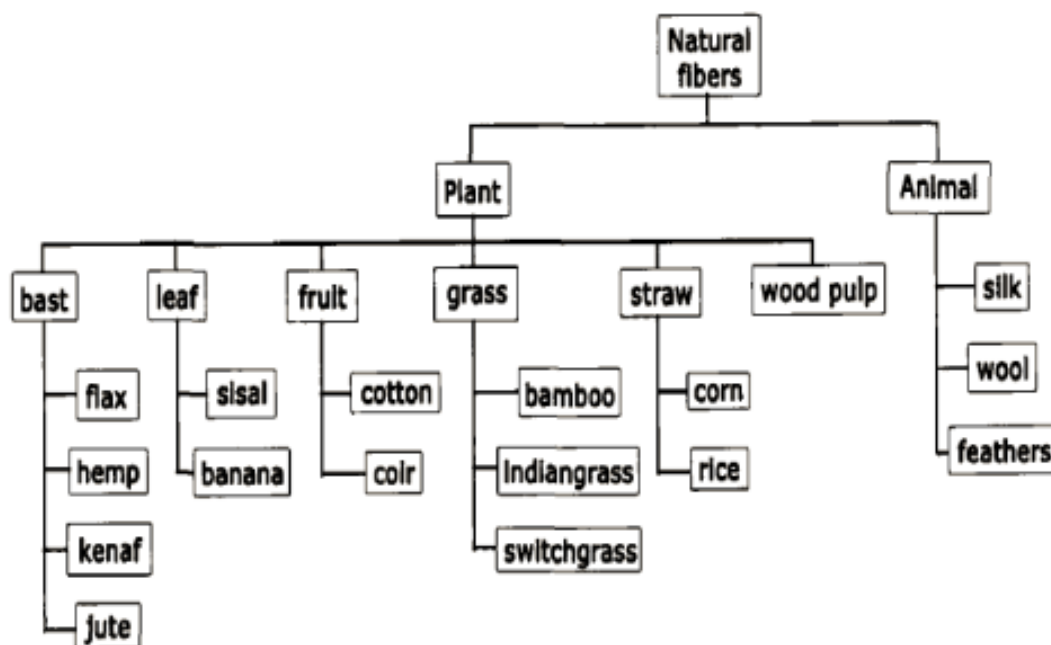 Natural
fibers
Plant
Animal
bast
leaf
fruit
grass
straw
wood pulp
silk
flax
sisal
cotton
bamboo
corn
wool
hemp
banana
coir
Indiangrass
rice
feathers
kenaf
switchgrass
jute